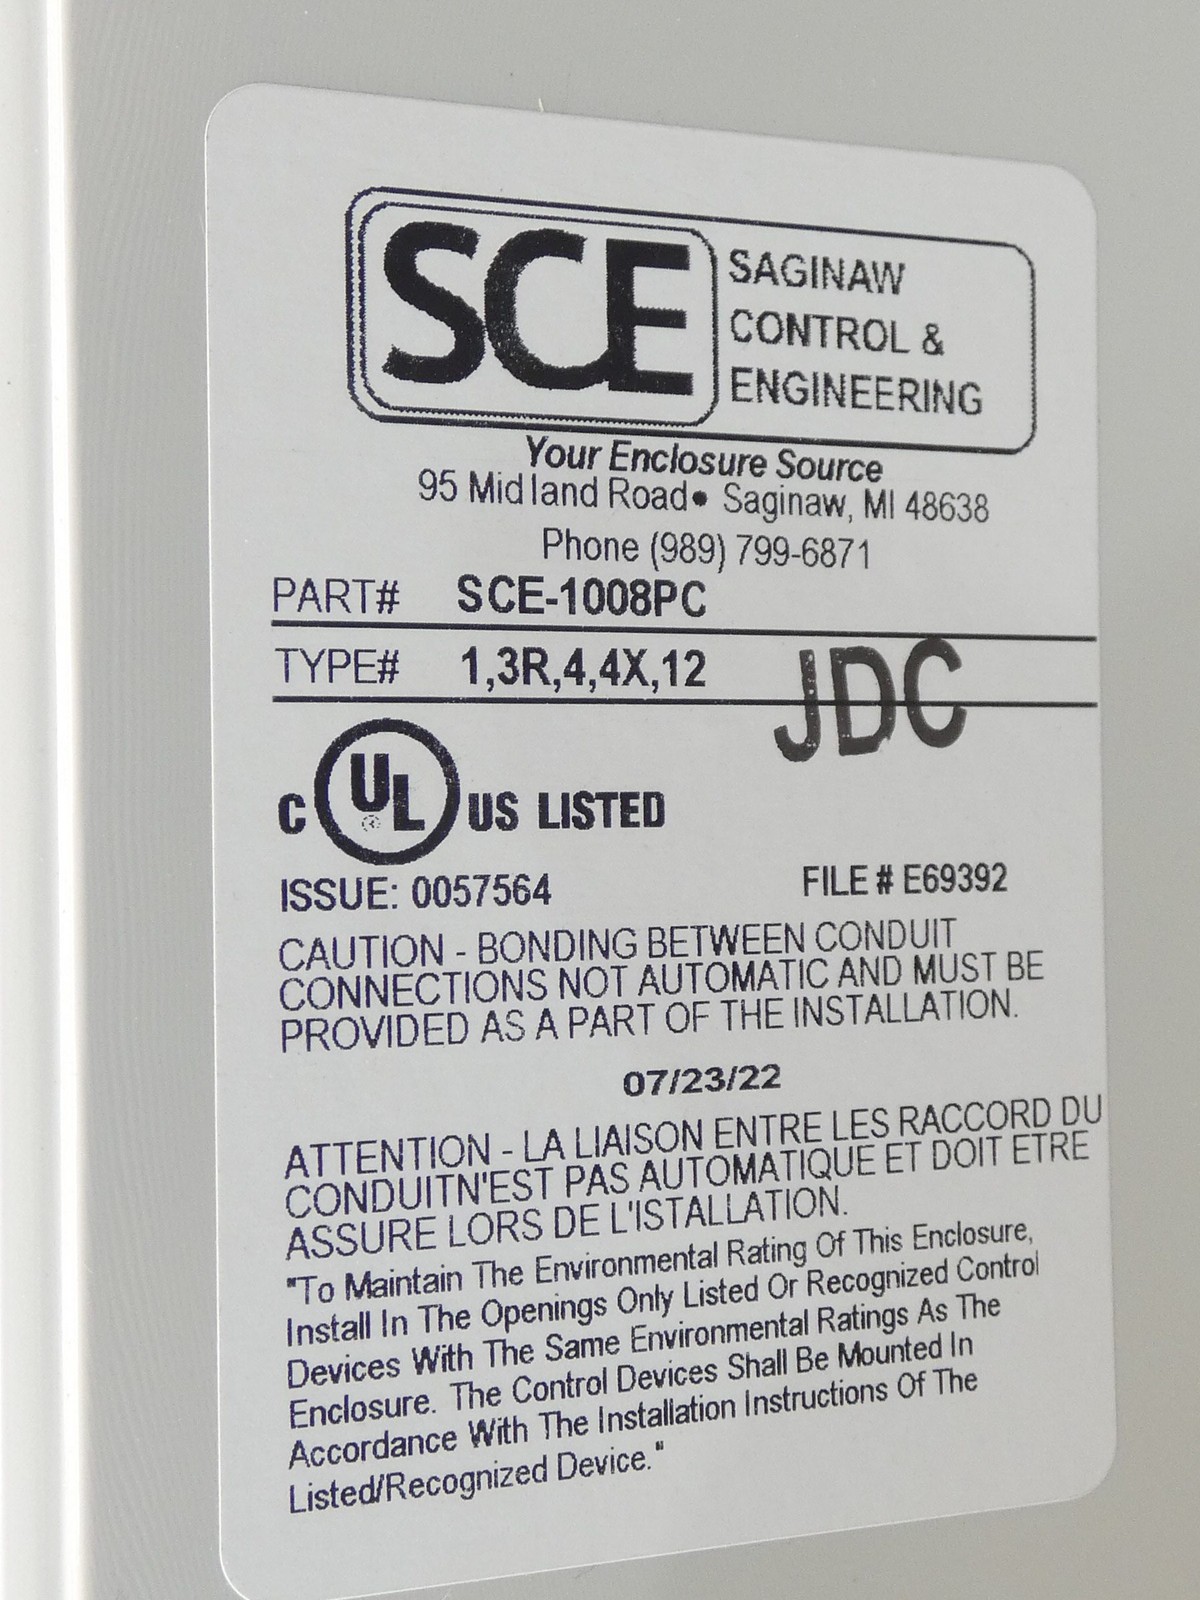 SCE
SAGINAW
CONTROL &
ENGINEERING
Your Enclosure Source
95 Midland Road• Saginaw, MI 48638
Phone (989) 799-6871
PART# SCE-1008PC
TYPE# 1,3R,4,4X,12
JDC
C UL US LISTED
ISSUE: 0057564 FILE # E69392
CAUTION - BONDING BETWEEN CONDUIT
CONNECTIONS NOT AUTOMATIC AND MUST BE
PROVIDED AS A PART OF THE INSTALLATION.
07/23/22
ATTENTION - LA LIAISON ENTRE LES RACCORD DU
CONDUITN'EST PAS AUTOMATIQUE ET DOIT ETRE
ASSURE LORS DE L'ISTALLATION.
"To Maintain The Environmental Rating Of This Enclosure,
Install In The Openings Only Listed Or Recognized Control
Devices With The Same Environmental Ratings As The
Enclosure. The Control Devices Shall Be Mounted In
Accordance With The Installation Instructions Of The
Listed/Recognized Device."